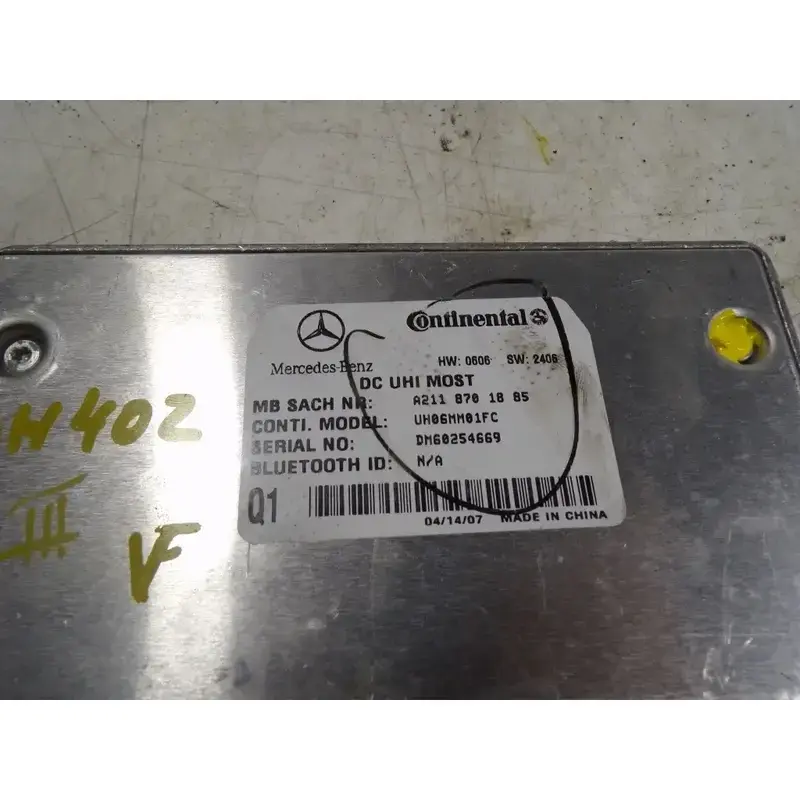 Continental
Mercedes-Benz
HW: 0606 SW: 2406
DC UHI MOST
MB SACH NR: A211 870 18 85
CONTI. MODEL: UH06MM01FC
SERIAL NO: DM60254669
BLUETOOTH ID: N/A
Q1
04/14/07 MADE IN CHINA
402
III
V